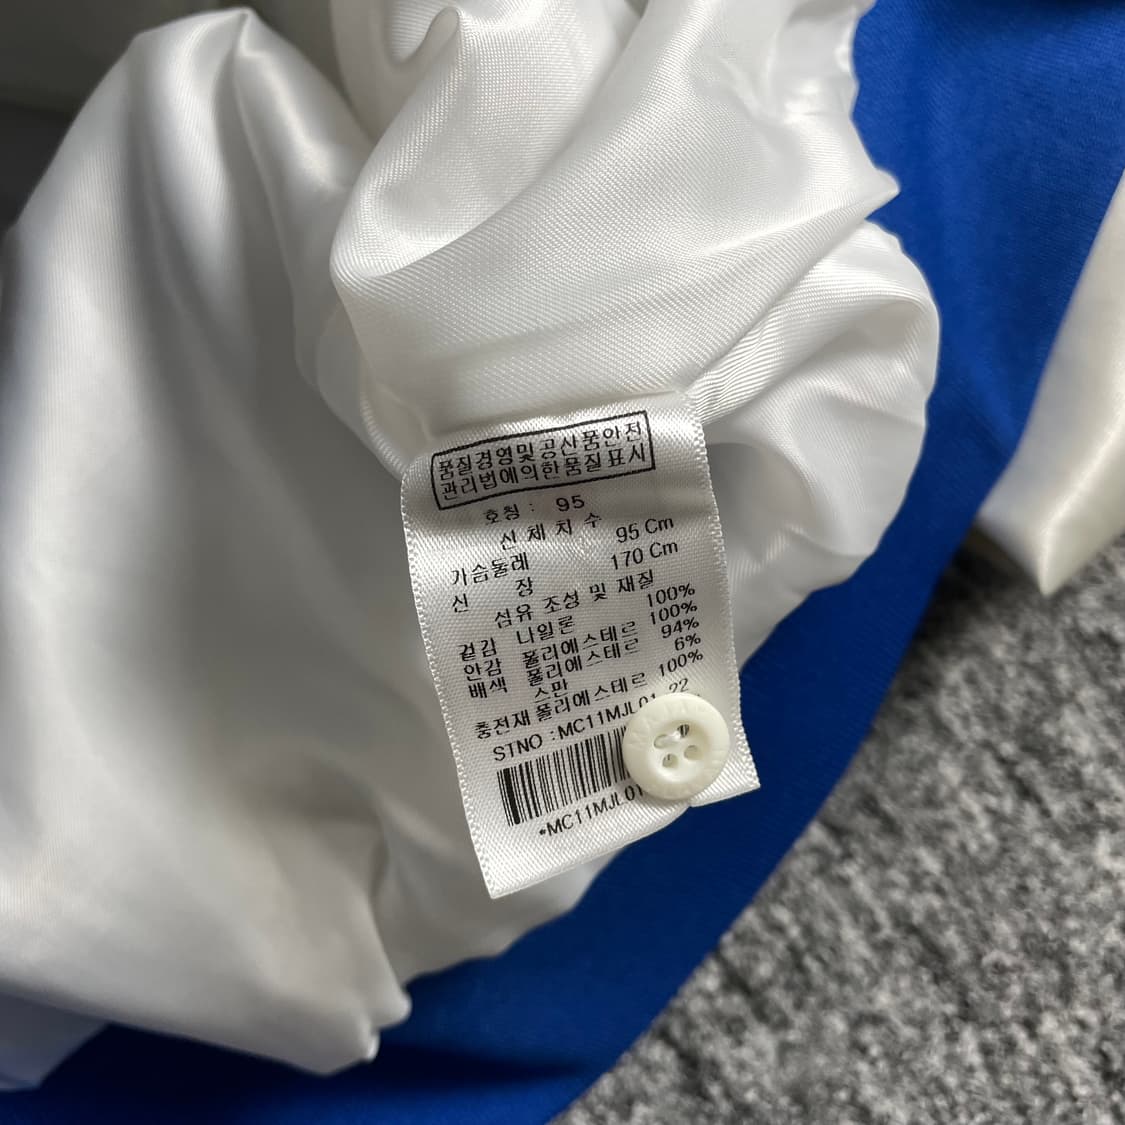 품질경영및공산품안전
관리법에의한품질표시
호칭 : 95
신 체 치 수
가슴둘레 95 Cm
신 장 170 Cm
섬유 조성 및 재질
겉감 나일론 100%
안감 폴리에스테르 100%
배색 폴리에스테르 94%
스판 6%
충전재 폴리에스테르 100%
STNO : MC11MJL01 22
*MC11MJL01